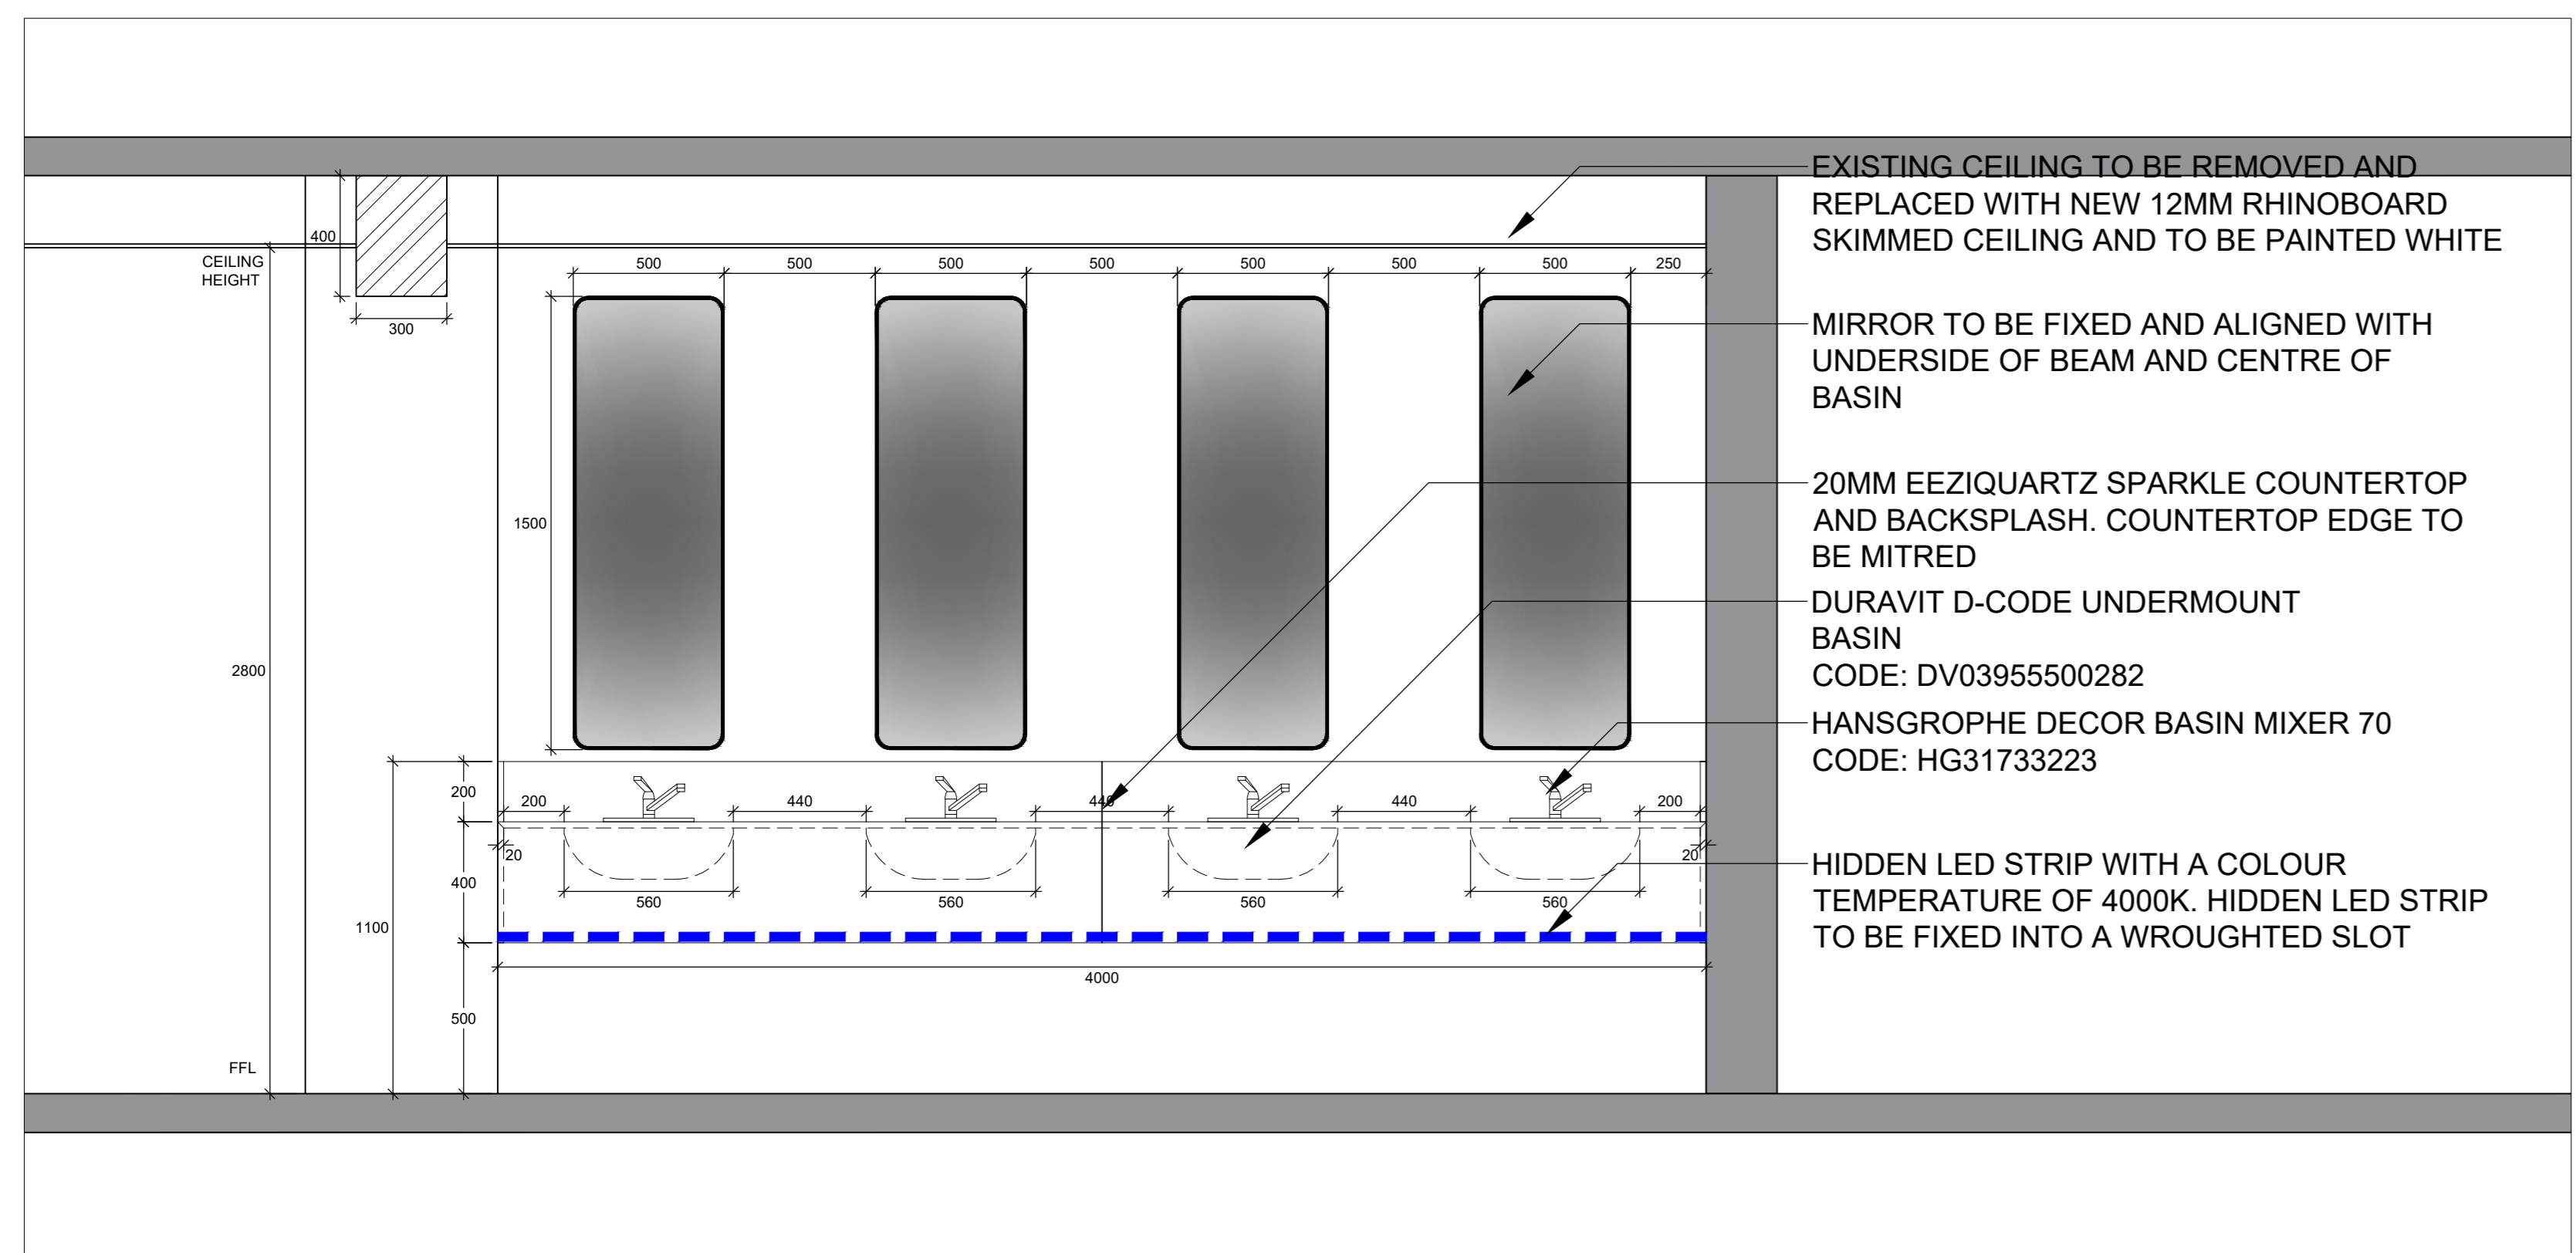 EXISTING CEILING TO BE REMOVED AND
REPLACED WITH NEW 12MM RHINOBOARD
SKIMMED CEILING AND TO BE PAINTED WHITE
400
CEILING
HEIGHT
300
500 500 500 500 500 500 500 250
MIRROR TO BE FIXED AND ALIGNED WITH
UNDERSIDE OF BEAM AND CENTRE OF
BASIN
1500
20MM EEZIQUARTZ SPARKLE COUNTERTOP
AND BACKSPLASH. COUNTERTOP EDGE TO
BE MITRED
DURAVIT D-CODE UNDERMOUNT
BASIN
CODE: DV03955500282
2800
HANSGROPHE DECOR BASIN MIXER 70
CODE: HG31733223
200 200 440 440 440 200
20 20
400 560 560 560 560
HIDDEN LED STRIP WITH A COLOUR
TEMPERATURE OF 4000K. HIDDEN LED STRIP
TO BE FIXED INTO A WROUGHTED SLOT
1100
4000
500
FFL